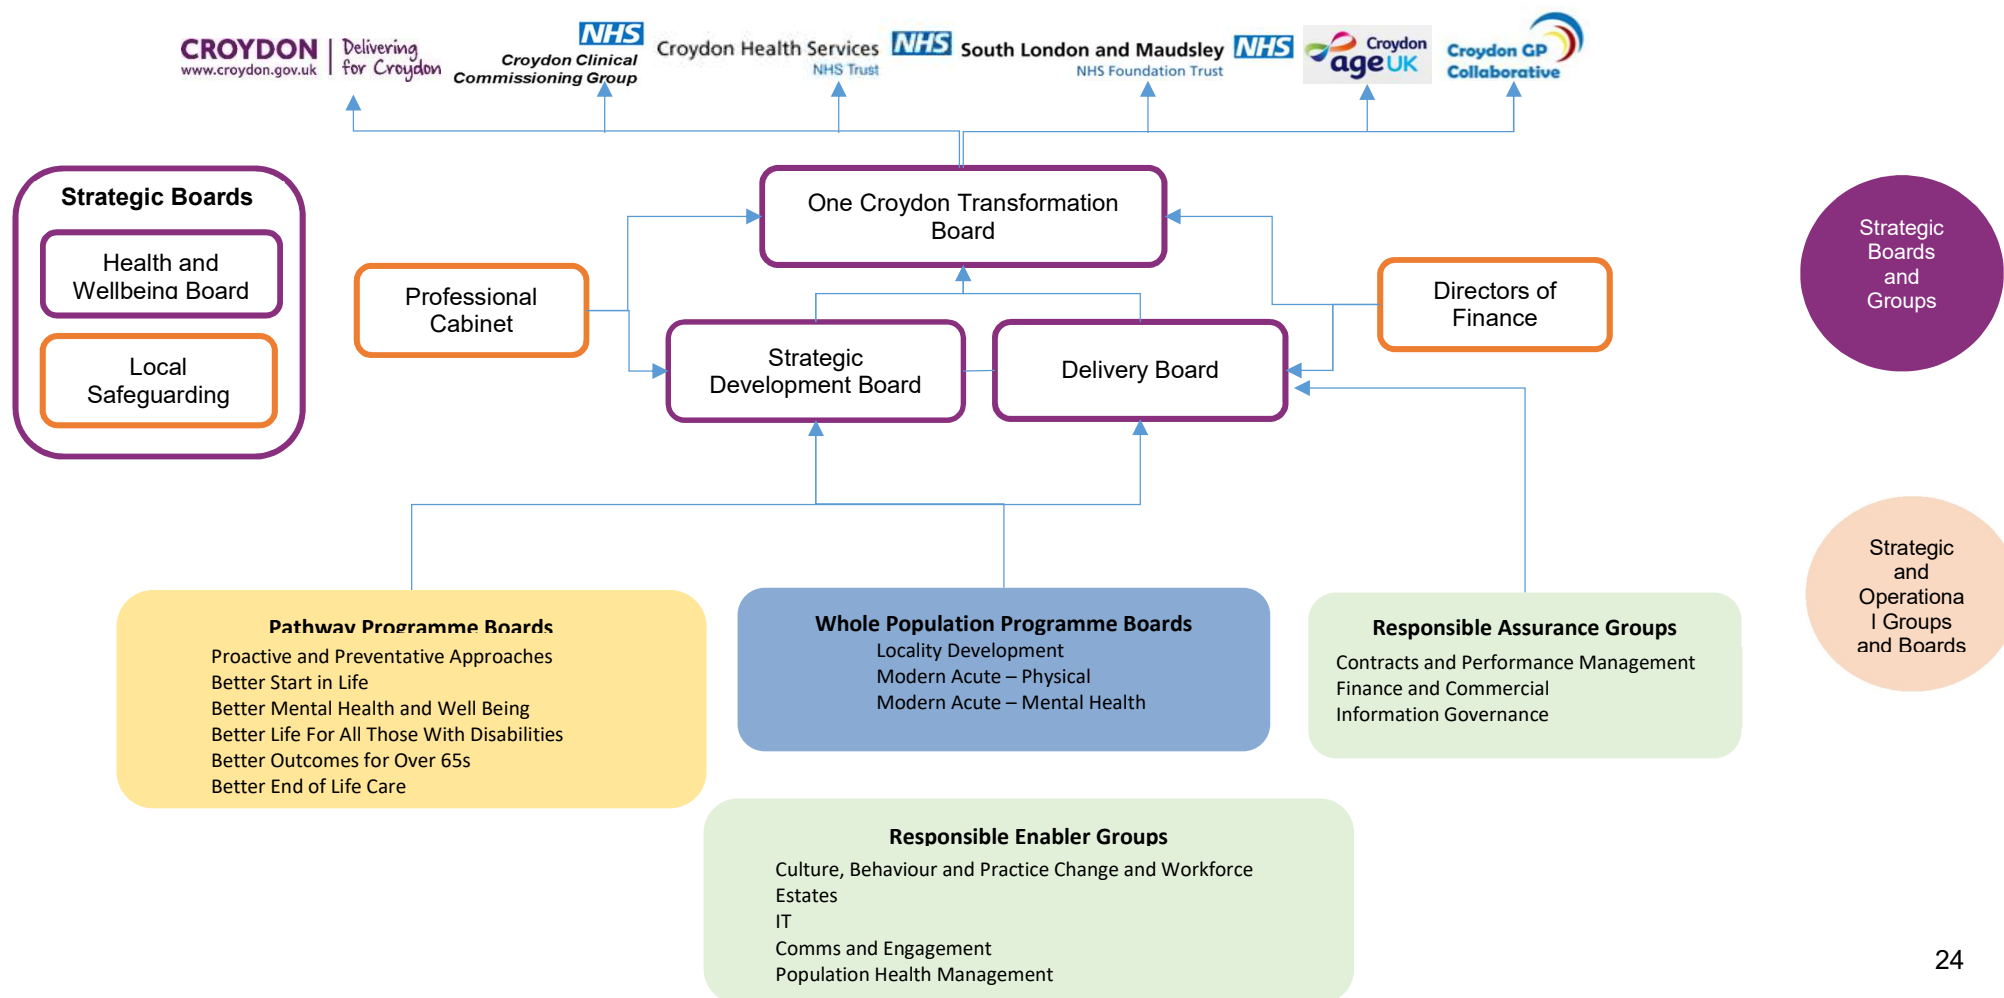 CROYDON
www.croydon.gov.uk
Delivering
for Croydon
NHS
Croydon Clinical
Commissioning Group
Croydon Health Services NHS
NHS Trust
South London and Maudsley NHS
NHS Foundation Trust
Croydon
age UK
Croydon GP
Collaborative
Strategic Boards
Health and
Wellbeing Board
Local
Safeguarding
One Croydon Transformation
Board
Professional
Cabinet
Directors of
Finance
Strategic
Development Board
Delivery Board
Strategic
Boards
and
Groups
Strategic
and
Operationa
l Groups
and Boards
Pathway Programme Boards
Proactive and Preventative Approaches
Better Start in Life
Better Mental Health and Well Being
Better Life For All Those With Disabilities
Better Outcomes for Over 65s
Better End of Life Care
Whole Population Programme Boards
Locality Development
Modern Acute – Physical
Modern Acute – Mental Health
Responsible Assurance Groups
Contracts and Performance Management
Finance and Commercial
Information Governance
Responsible Enabler Groups
Culture, Behaviour and Practice Change and Workforce
Estates
IT
Comms and Engagement
Population Health Management
24